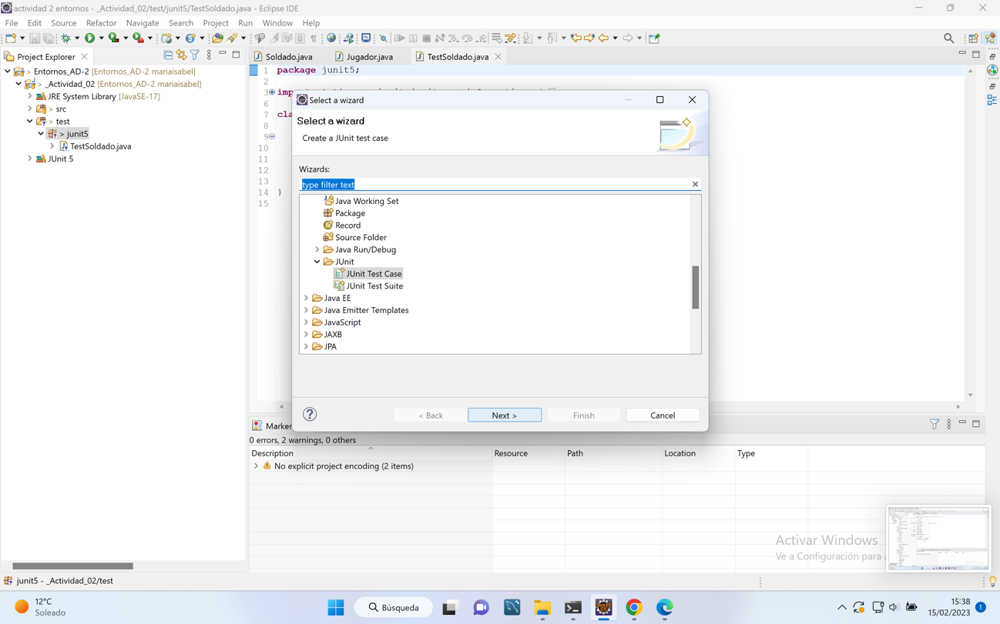 actividad 2 entornos - _Actividad_02/test/junit5/TestSoldado.java - Eclipse IDE
File Edit Source Refactor Navigate Search Project Run Window Help
Project Explorer
Entornos_AD-2 [Entornos_AD-2 mariaisabel]
_Actividad_02 [Entornos_AD-2 mariaisabel]
JRE System Library [JavaSE-17]
> src
> test
> junit5
TestSoldado.java
JUnit 5
Soldado.java
Jugador.java
TestSoldado.java
1 package junit5;
2
3 imp
6
7 cla
8
9
10
11
12
13
14 }
15
Select a wizard
Select a wizard
Create a JUnit test case
Wizards:
type filter text
Java Working Set
Package
Record
Source Folder
Java Run/Debug
JUnit
JUnit Test Case
JUnit Test Suite
Java EE
Java Emitter Templates
JavaScript
JAXB
JPA
< Back
Next >
Finish
Cancel
Marker
0 errors, 2 warnings, 0 others
Description Resource Path Location Type
No explicit project encoding (2 items)
Activar Windows
Ve a Configuración para
junit5 - _Actividad_02/test
12°C
Soleado
Búsqueda
15:38
15/02/2023
1